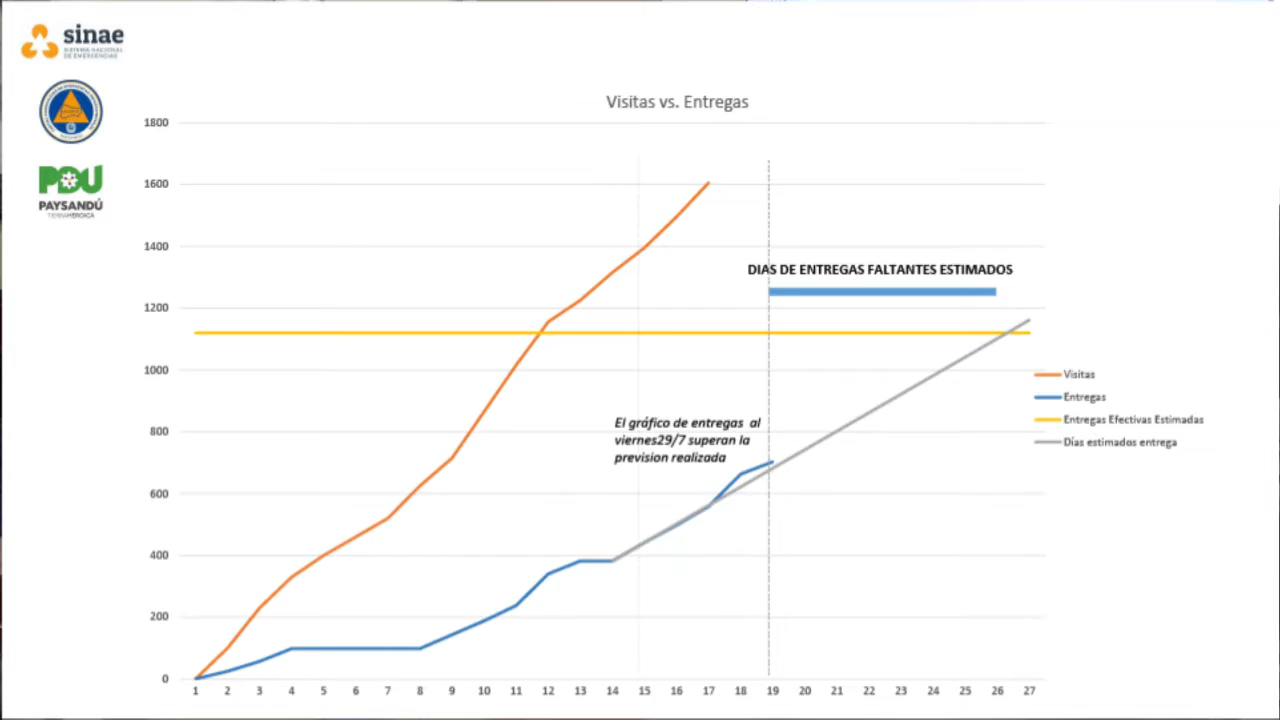 sinae
SISTEMA NACIONAL
DE EMERGENCIAS
PDU
PAYSANDÚ
TIERRA HEROICA
Visitas vs. Entregas
1800
1600
1400
1200
1000
800
600
400
200
0
DIAS DE ENTREGAS FALTANTES ESTIMADOS
El gráfico de entregas al
viernes29/7 superan la
prevision realizada
Visitas
Entregas
Entregas Efectivas Estimadas
Días estimados entrega
1 2 3 4 5 6 7 8 9 10 11 12 13 14 15 16 17 18 19 20 21 22 23 24 25 26 27